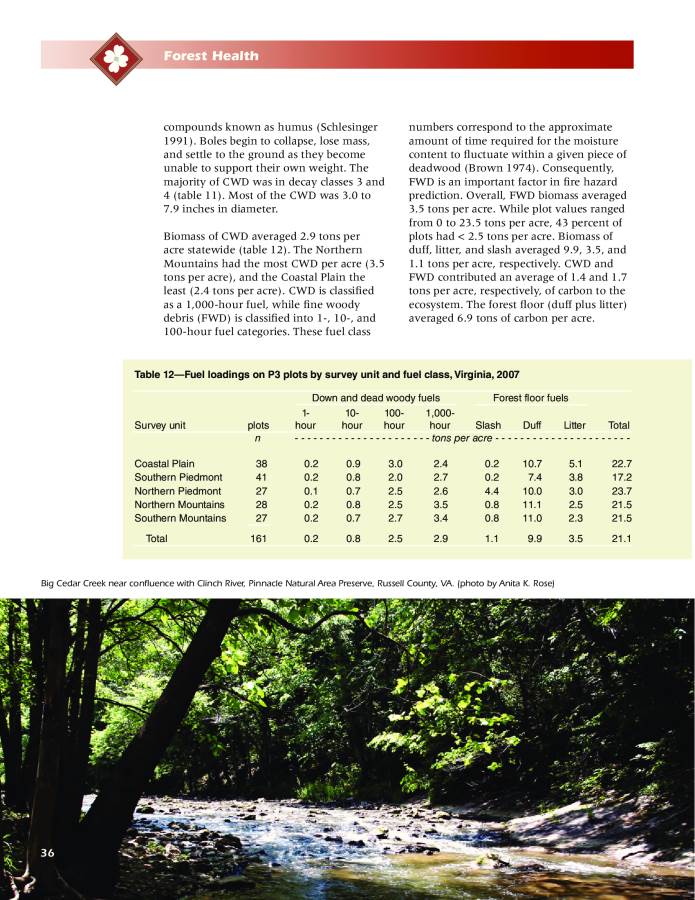 Forest Health
compounds known as humus (Schlesinger
1991). Boles begin to collapse, lose mass,
and settle to the ground as they become
unable to support their own weight. The
majority of CWD was in decay classes 3 and
4 (table 11). Most of the CWD was 3.0 to
7.9 inches in diameter.
Biomass of CWD averaged 2.9 tons per
acre statewide (table 12). The Northern
Mountains had the most CWD per acre (3.5
tons per acre), and the Coastal Plain the
least (2.4 tons per acre). CWD is classified
as a 1,000-hour fuel, while fine woody
debris (FWD) is classified into 1-, 10-, and
100-hour fuel categories. These fuel class
numbers correspond to the approximate
amount of time required for the moisture
content to fluctuate within a given piece of
deadwood (Brown 1974). Consequently,
FWD is an important factor in fire hazard
prediction. Overall, FWD biomass averaged
3.5 tons per acre. While plot values ranged
from 0 to 23.5 tons per acre, 43 percent of
plots had < 2.5 tons per acre. Biomass of
duff, litter, and slash averaged 9.9, 3.5, and
1.1 tons per acre, respectively. CWD and
FWD contributed an average of 1.4 and 1.7
tons per acre, respectively, of carbon to the
ecosystem. The forest floor (duff plus litter)
averaged 6.9 tons of carbon per acre.
Table 12—Fuel loadings on P3 plots by survey unit and fuel class, Virginia, 2007
Down and dead woody fuels Forest floor fuels
1- 10- 100- 1,000-
Survey unit plots hour hour hour hour Slash Duff Litter Total
n - - - - - - - - - - - - - - - - - - - - - - tons per acre - - - - - - - - - - - - - - - - - - - - - -
Coastal Plain 38 0.2 0.9 3.0 2.4 0.2 10.7 5.1 22.7
Southern Piedmont 41 0.2 0.8 2.0 2.7 0.2 7.4 3.8 17.2
Northern Piedmont 27 0.1 0.7 2.5 2.6 4.4 10.0 3.0 23.7
Northern Mountains 28 0.2 0.8 2.5 3.5 0.8 11.1 2.5 21.5
Southern Mountains 27 0.2 0.7 2.7 3.4 0.8 11.0 2.3 21.5
Total 161 0.2 0.8 2.5 2.9 1.1 9.9 3.5 21.1
Big Cedar Creek near confluence with Clinch River, Pinnacle Natural Area Preserve, Russell County, VA. (photo by Anita K. Rose)
36